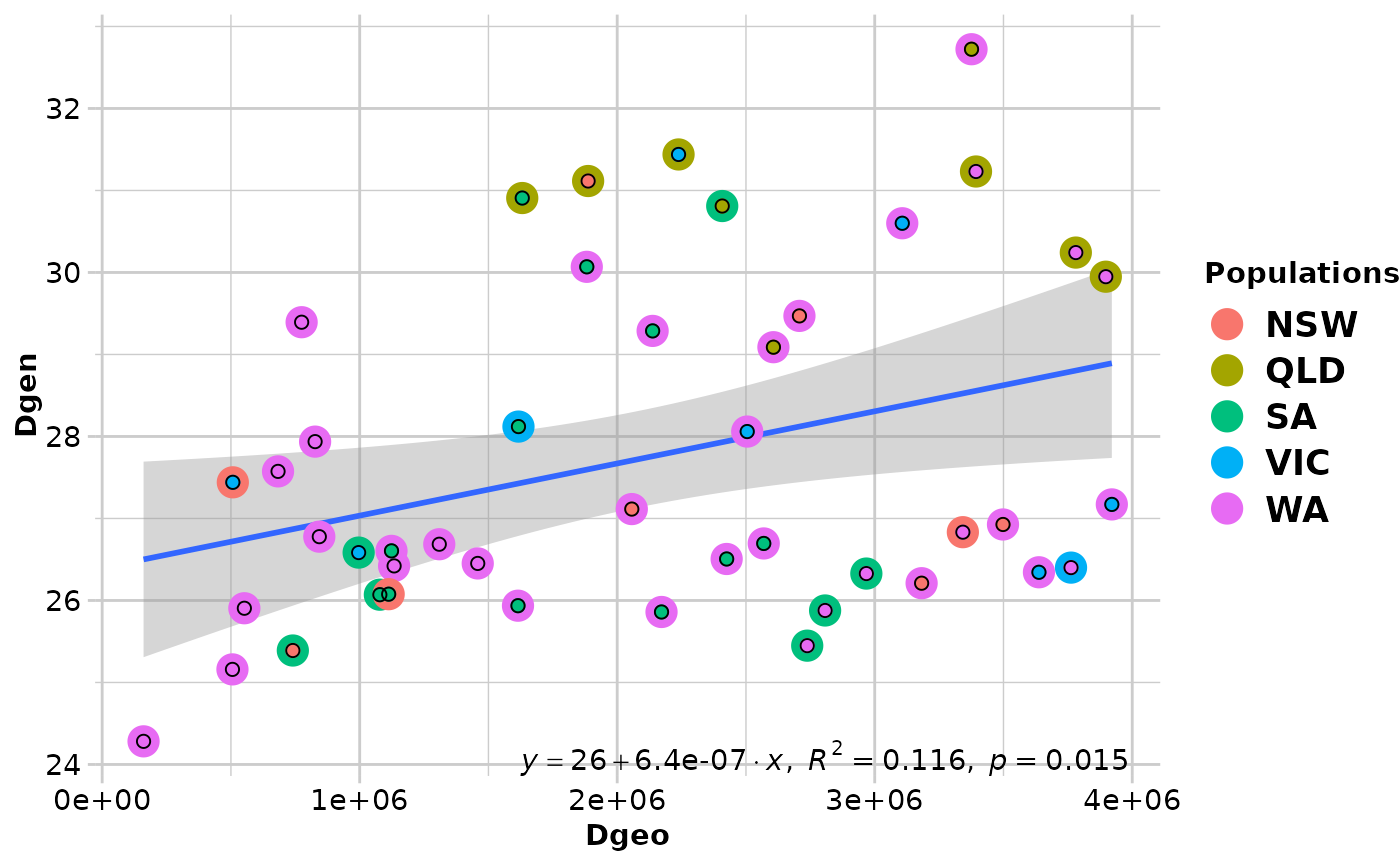 32
30
28
26
24
Dgen
y = 26 + 6.4e-07 · x, R² = 0.116, p = 0.015
0e+00 1e+06 2e+06 3e+06 4e+06
Dgeo
Populations
NSW
QLD
SA
VIC
WA